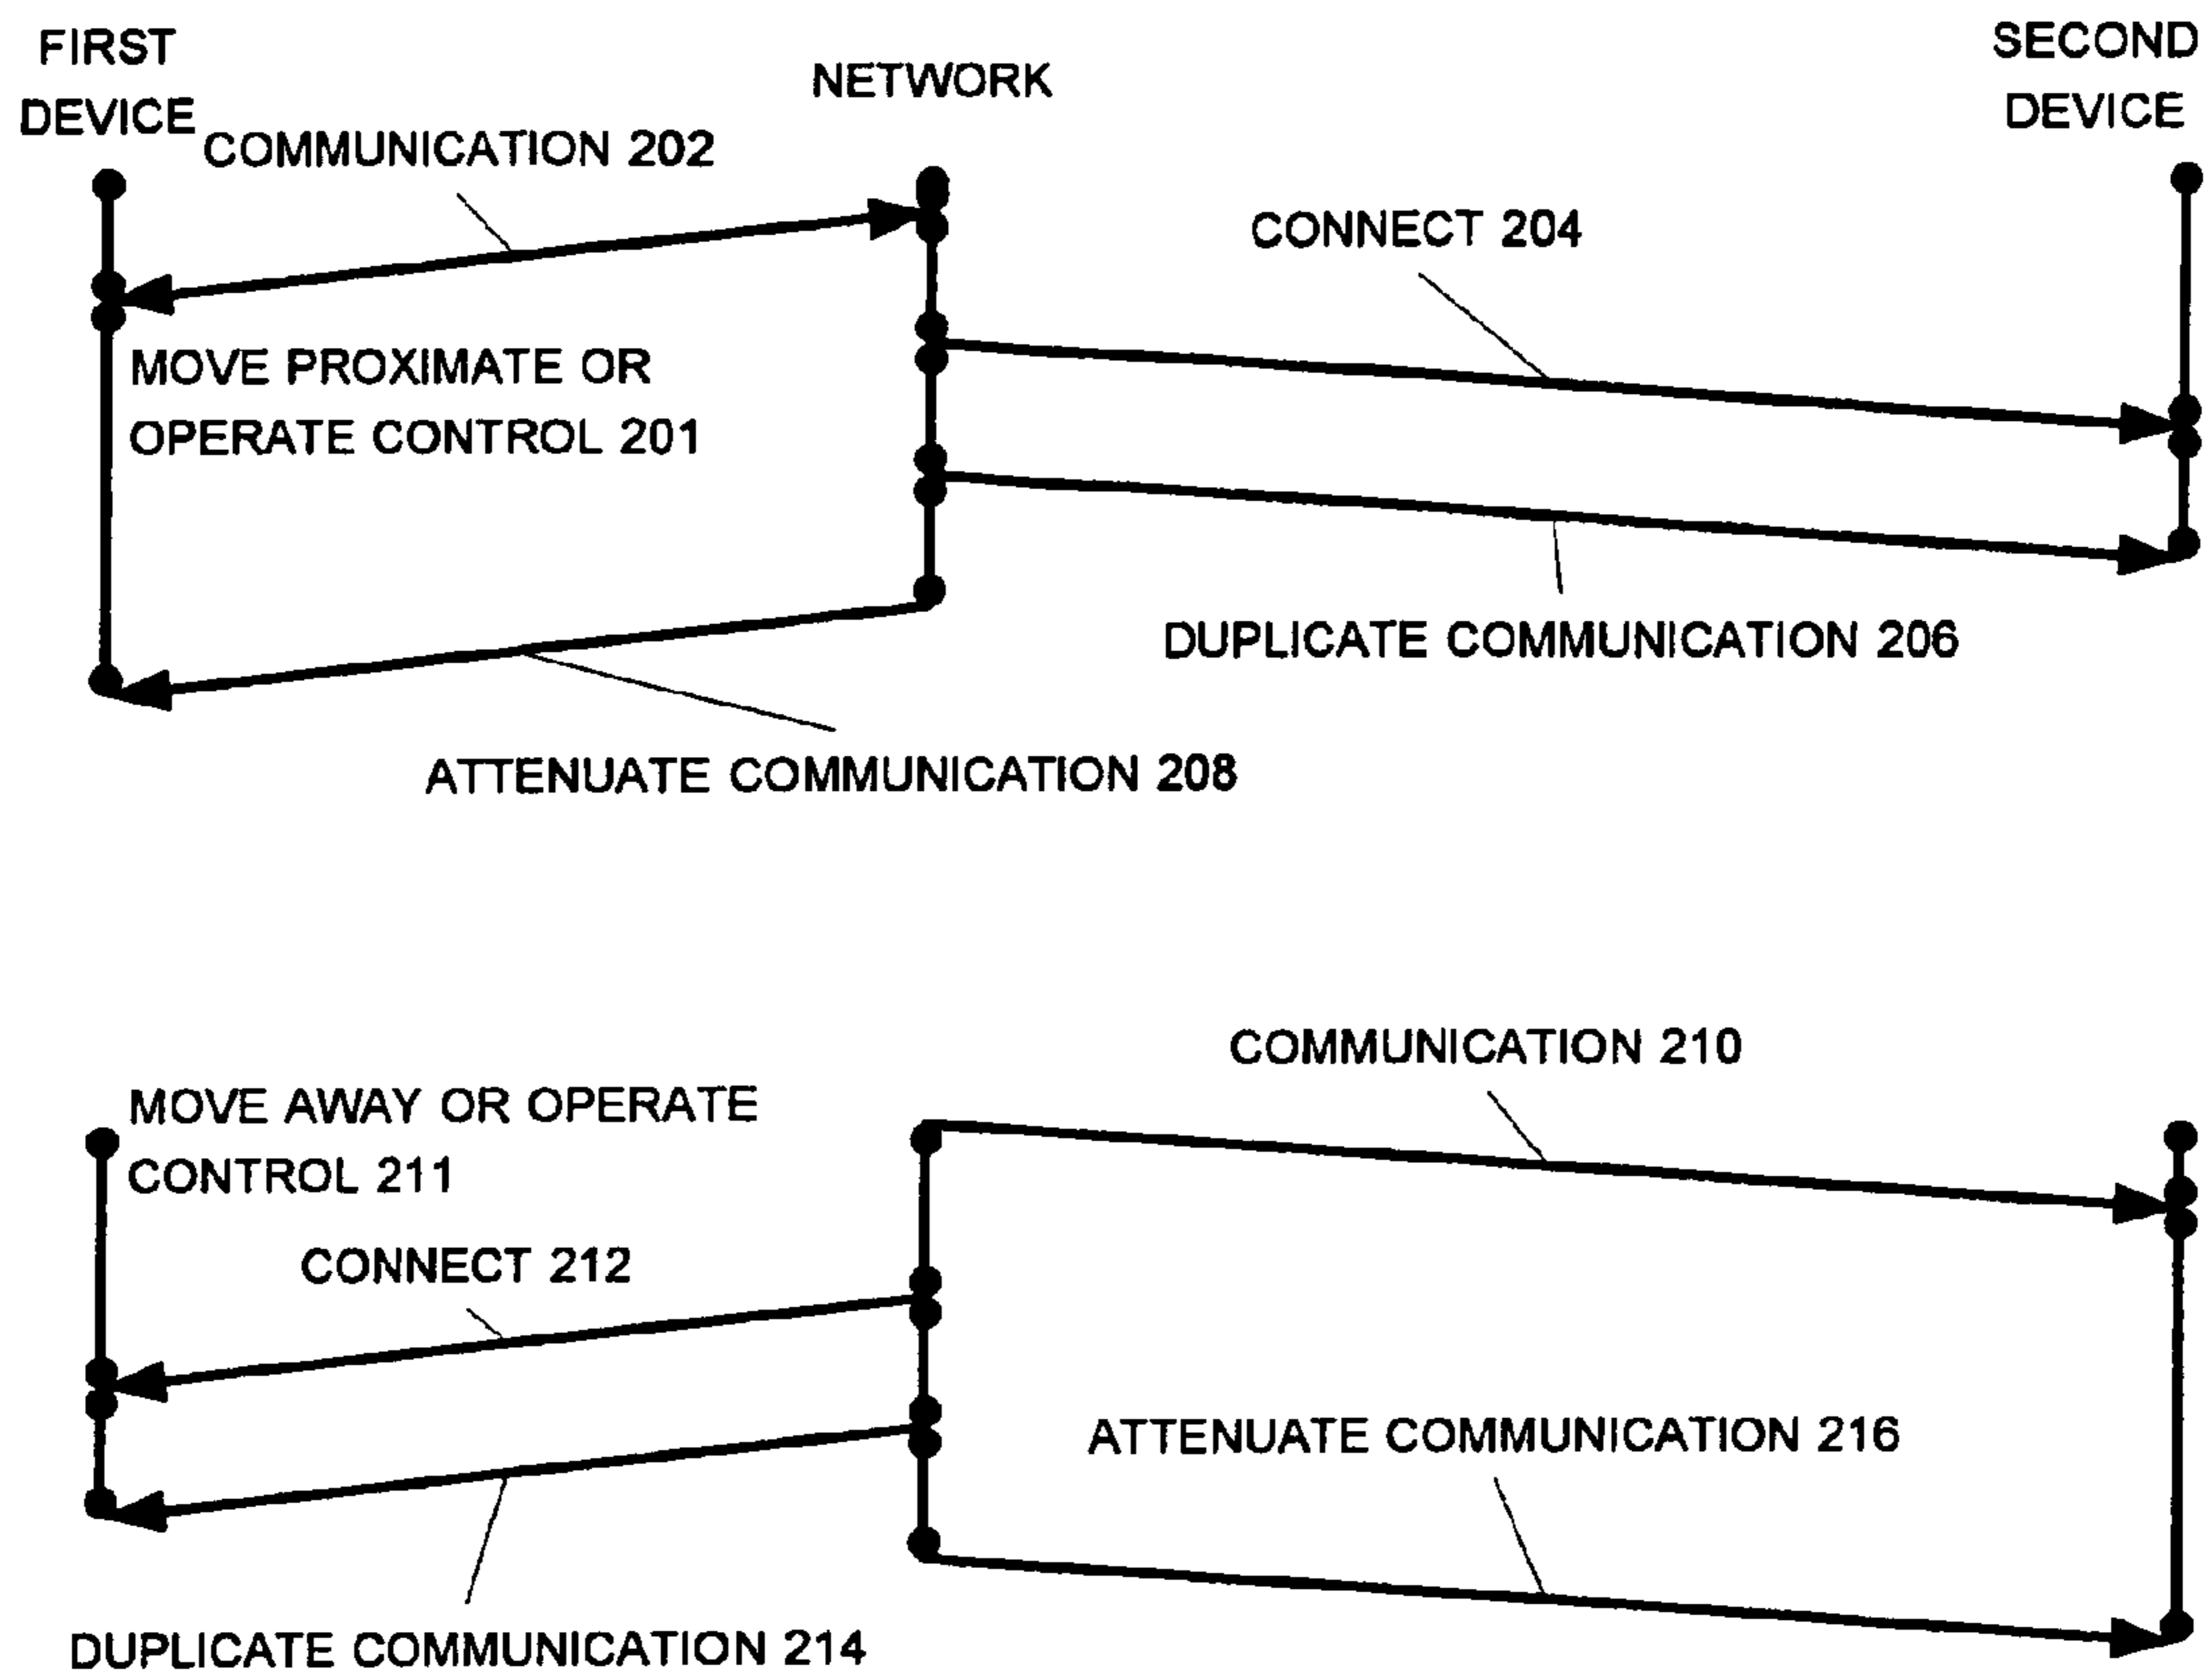 FIRST
DEVICE
NETWORK
SECOND
DEVICE
COMMUNICATION 202
CONNECT 204
MOVE PROXIMATE OR
OPERATE CONTROL 201
DUPLICATE COMMUNICATION 206
ATTENUATE COMMUNICATION 208
COMMUNICATION 210
MOVE AWAY OR OPERATE
CONTROL 211
CONNECT 212
ATTENUATE COMMUNICATION 216
DUPLICATE COMMUNICATION 214